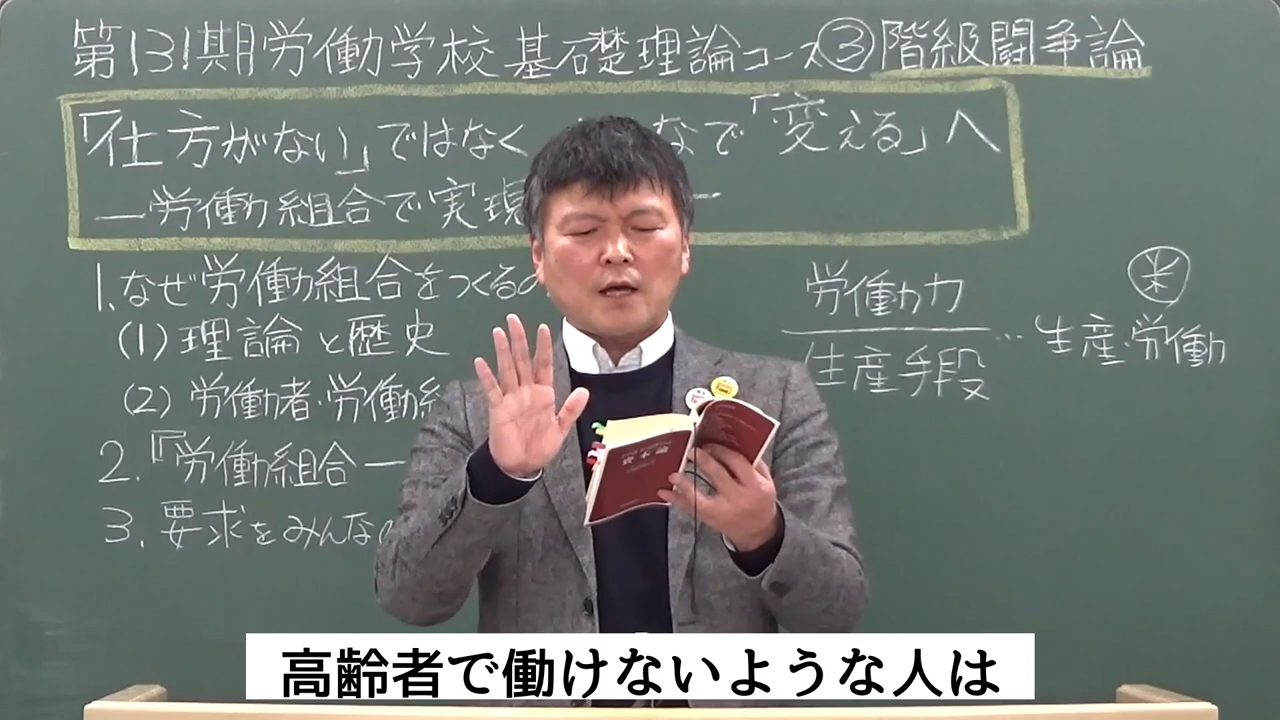 第131期労働学校基礎理論コース③階級闘争論
「仕方がない」ではなく なで「変える」へ
―労働組合で実現 ―
1.なぜ労働組合をつくる
(1)理論と歴史
(2)労働者・労働
2.『労働組合一
3.要求をみんな
労働力
生産手段
…生産・労働
米
資本論
高齢者で働けないような人は